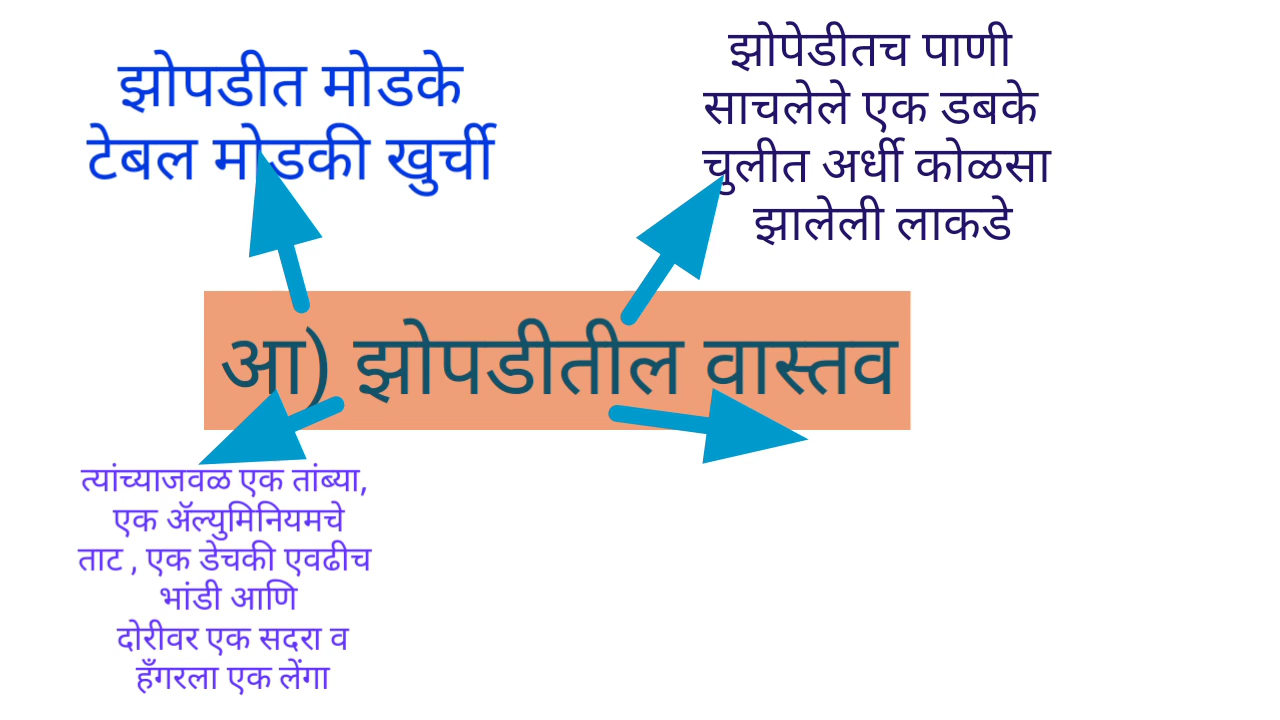 झोपडीत मोडके
टेबल मोडकी खुर्ची
झोपेडीतच पाणी
साचलेले एक डबके
चुलीत अर्धी कोळसा
झालेली लाकडे
आ) झोपडीतील वास्तव
त्यांच्याजवळ एक तांब्या,
एक ॲल्युमिनियमचे
ताट , एक डेचकी एवढीच
भांडी आणि
दोरीवर एक सदरा व
हँगरला एक लेंगा